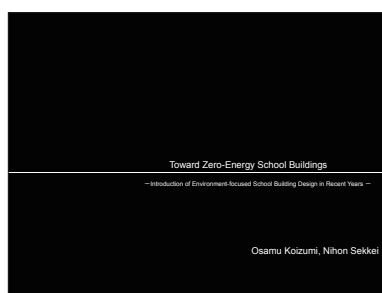 Toward Zero-Energy School Buildings
－Introduction of Environment-focused School Building Design in Recent Years －
Osamu Koizumi, Nihon Sekkei